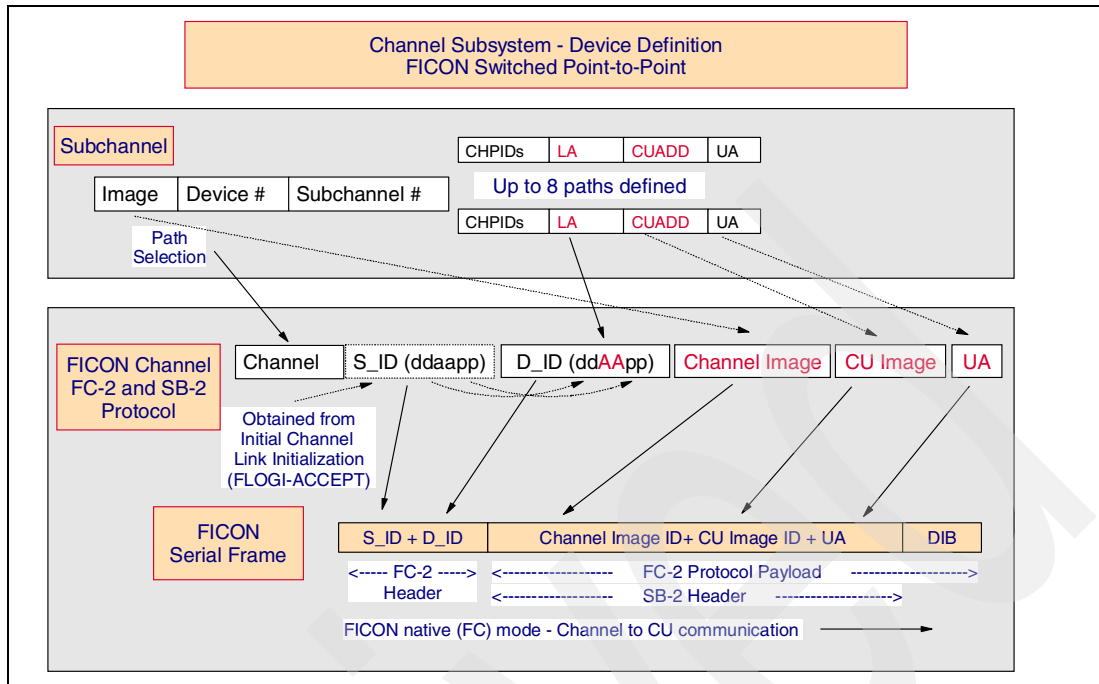 Channel Subsystem - Device Definition
FICON Switched Point-to-Point
Subchannel
CHPIDs LA CUADD UA
Up to 8 paths defined
Image Device # Subchannel #
CHPIDs LA CUADD UA
Path
Selection
FICON Channel
FC-2 and SB-2
Protocol
Channel S_ID (ddaapp) D_ID (ddAApp) Channel Image CU Image UA
Obtained from
Initial Channel
Link Initialization
(FLOGI-ACCEPT)
FICON
Serial Frame
S_ID + D_ID Channel Image ID+ CU Image ID + UA DIB
<----- FC-2 ----->
Header
<---------------- FC-2 Protocol Payload ----------------->
<---------------- SB-2 Header ----------------->
FICON native (FC) mode - Channel to CU communication